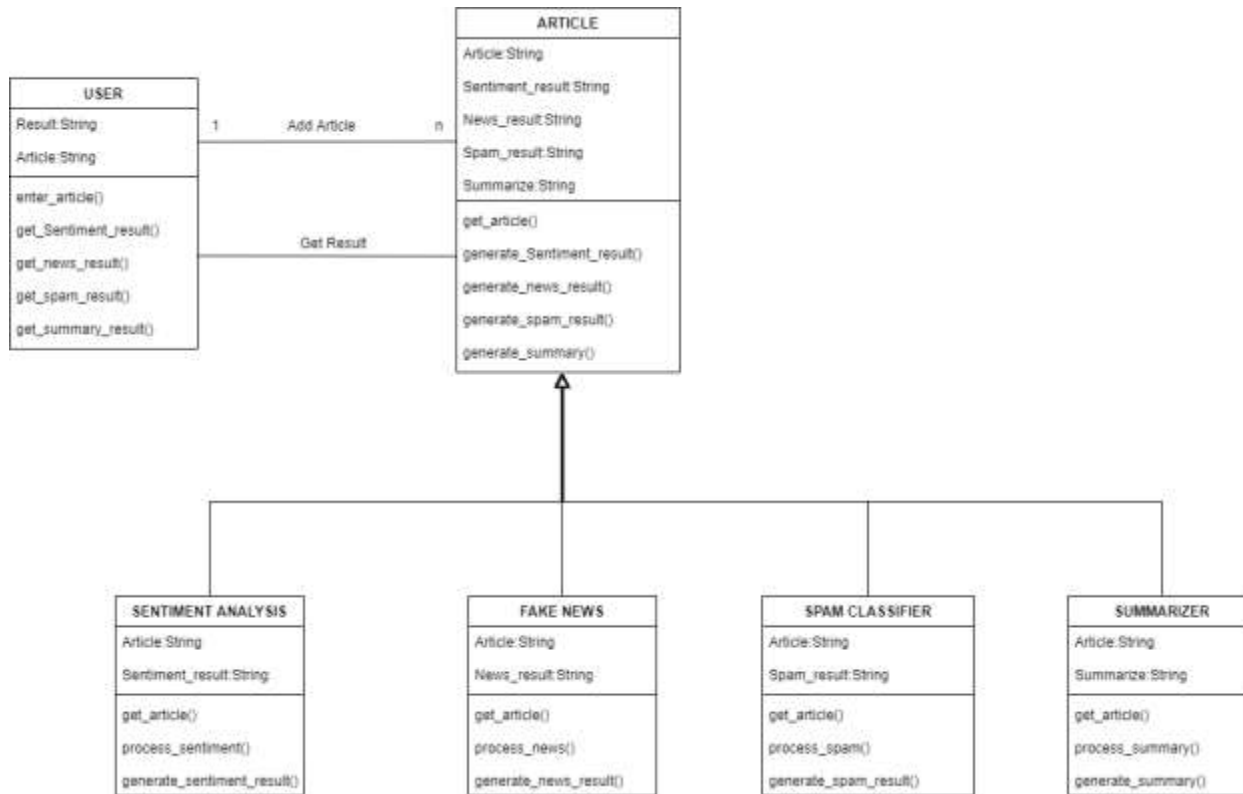 ARTICLE
Article:String
Sentiment_result:String
News_result:String
Spam_result:String
Summarize:String
get_article()
generate_Sentiment_result()
generate_news_result()
generate_spam_result()
generate_summary()
USER
Result:String
Article:String
enter_article()
get_Sentiment_result()
get_news_result()
get_spam_result()
get_summary_result()
1 Add Article n
Get Result
SENTIMENT ANALYSIS
Article:String
Sentiment_result:String
get_article()
process_sentiment()
generate_sentiment_result()
FAKE NEWS
Article:String
News_result:String
get_article()
process_news()
generate_news_result()
SPAM CLASSIFIER
Article:String
Spam_result:String
get_article()
process_spam()
generate_spam_result()
SUMMARIZER
Article:String
Summarize:String
get_article()
process_summary()
generate_summary()